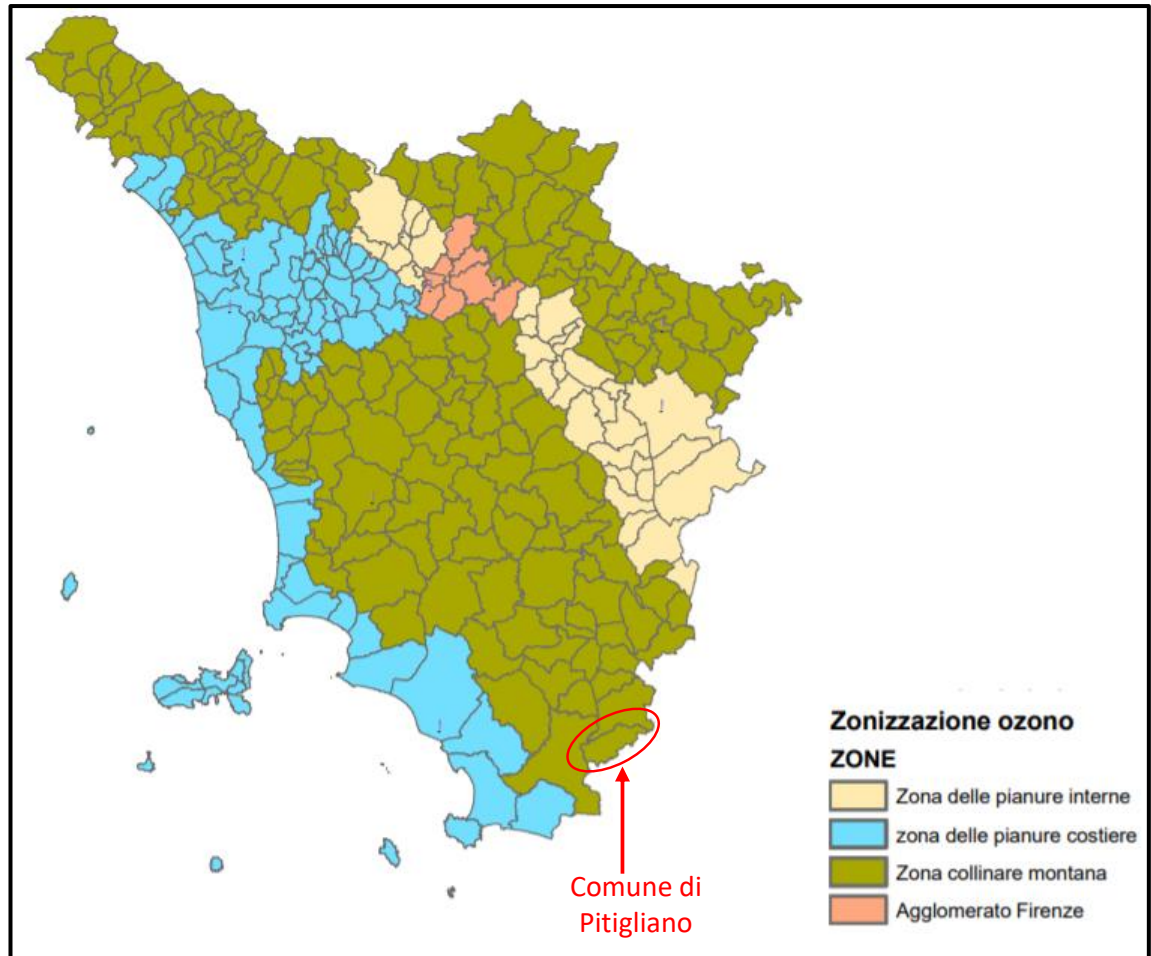 Zonizzazione ozono
ZONE
Zona delle pianure interne
zona delle pianure costiere
Zona collinare montana
Agglomerato Firenze
Comune di
Pitigliano